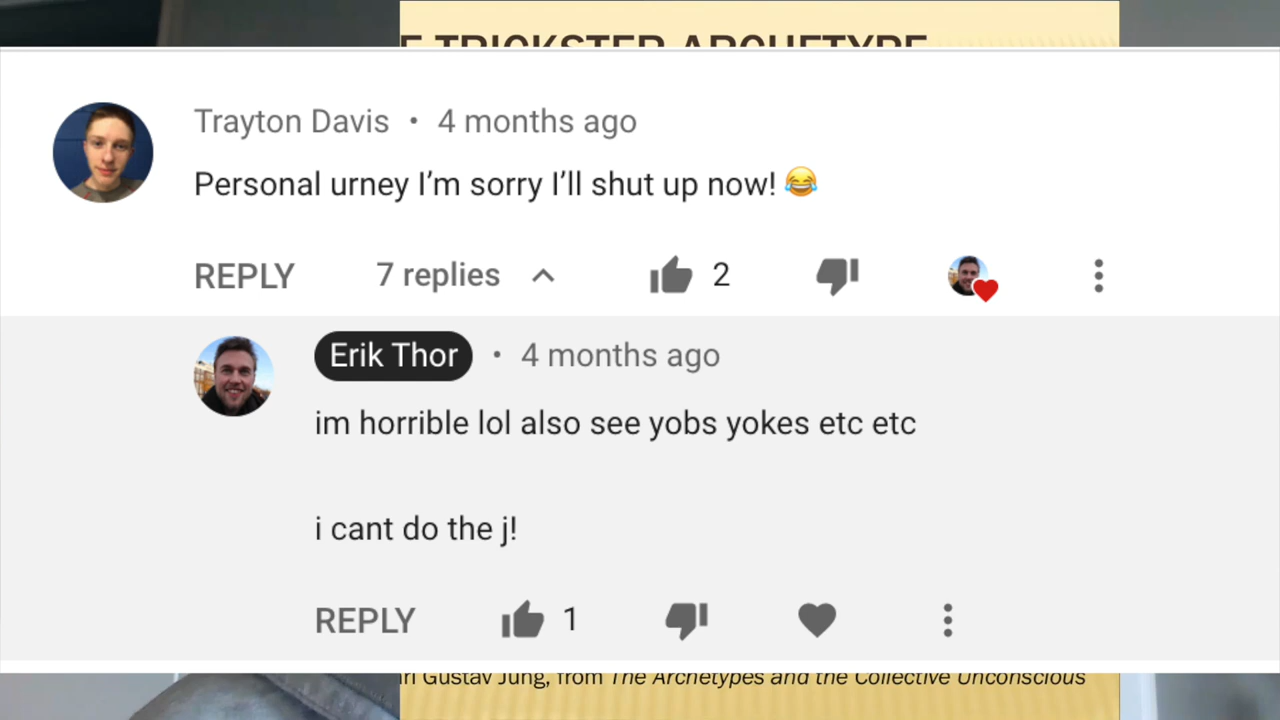 E TRICKSTER ARCHETYPE
Trayton Davis • 4 months ago
Personal urney I’m sorry I’ll shut up now! 😂
REPLY 7 replies 2
Erik Thor • 4 months ago
im horrible lol also see yobs yokes etc etc
i cant do the j!
REPLY 1
Gustav Jung, from The Archetypes and the Collective Unconscious